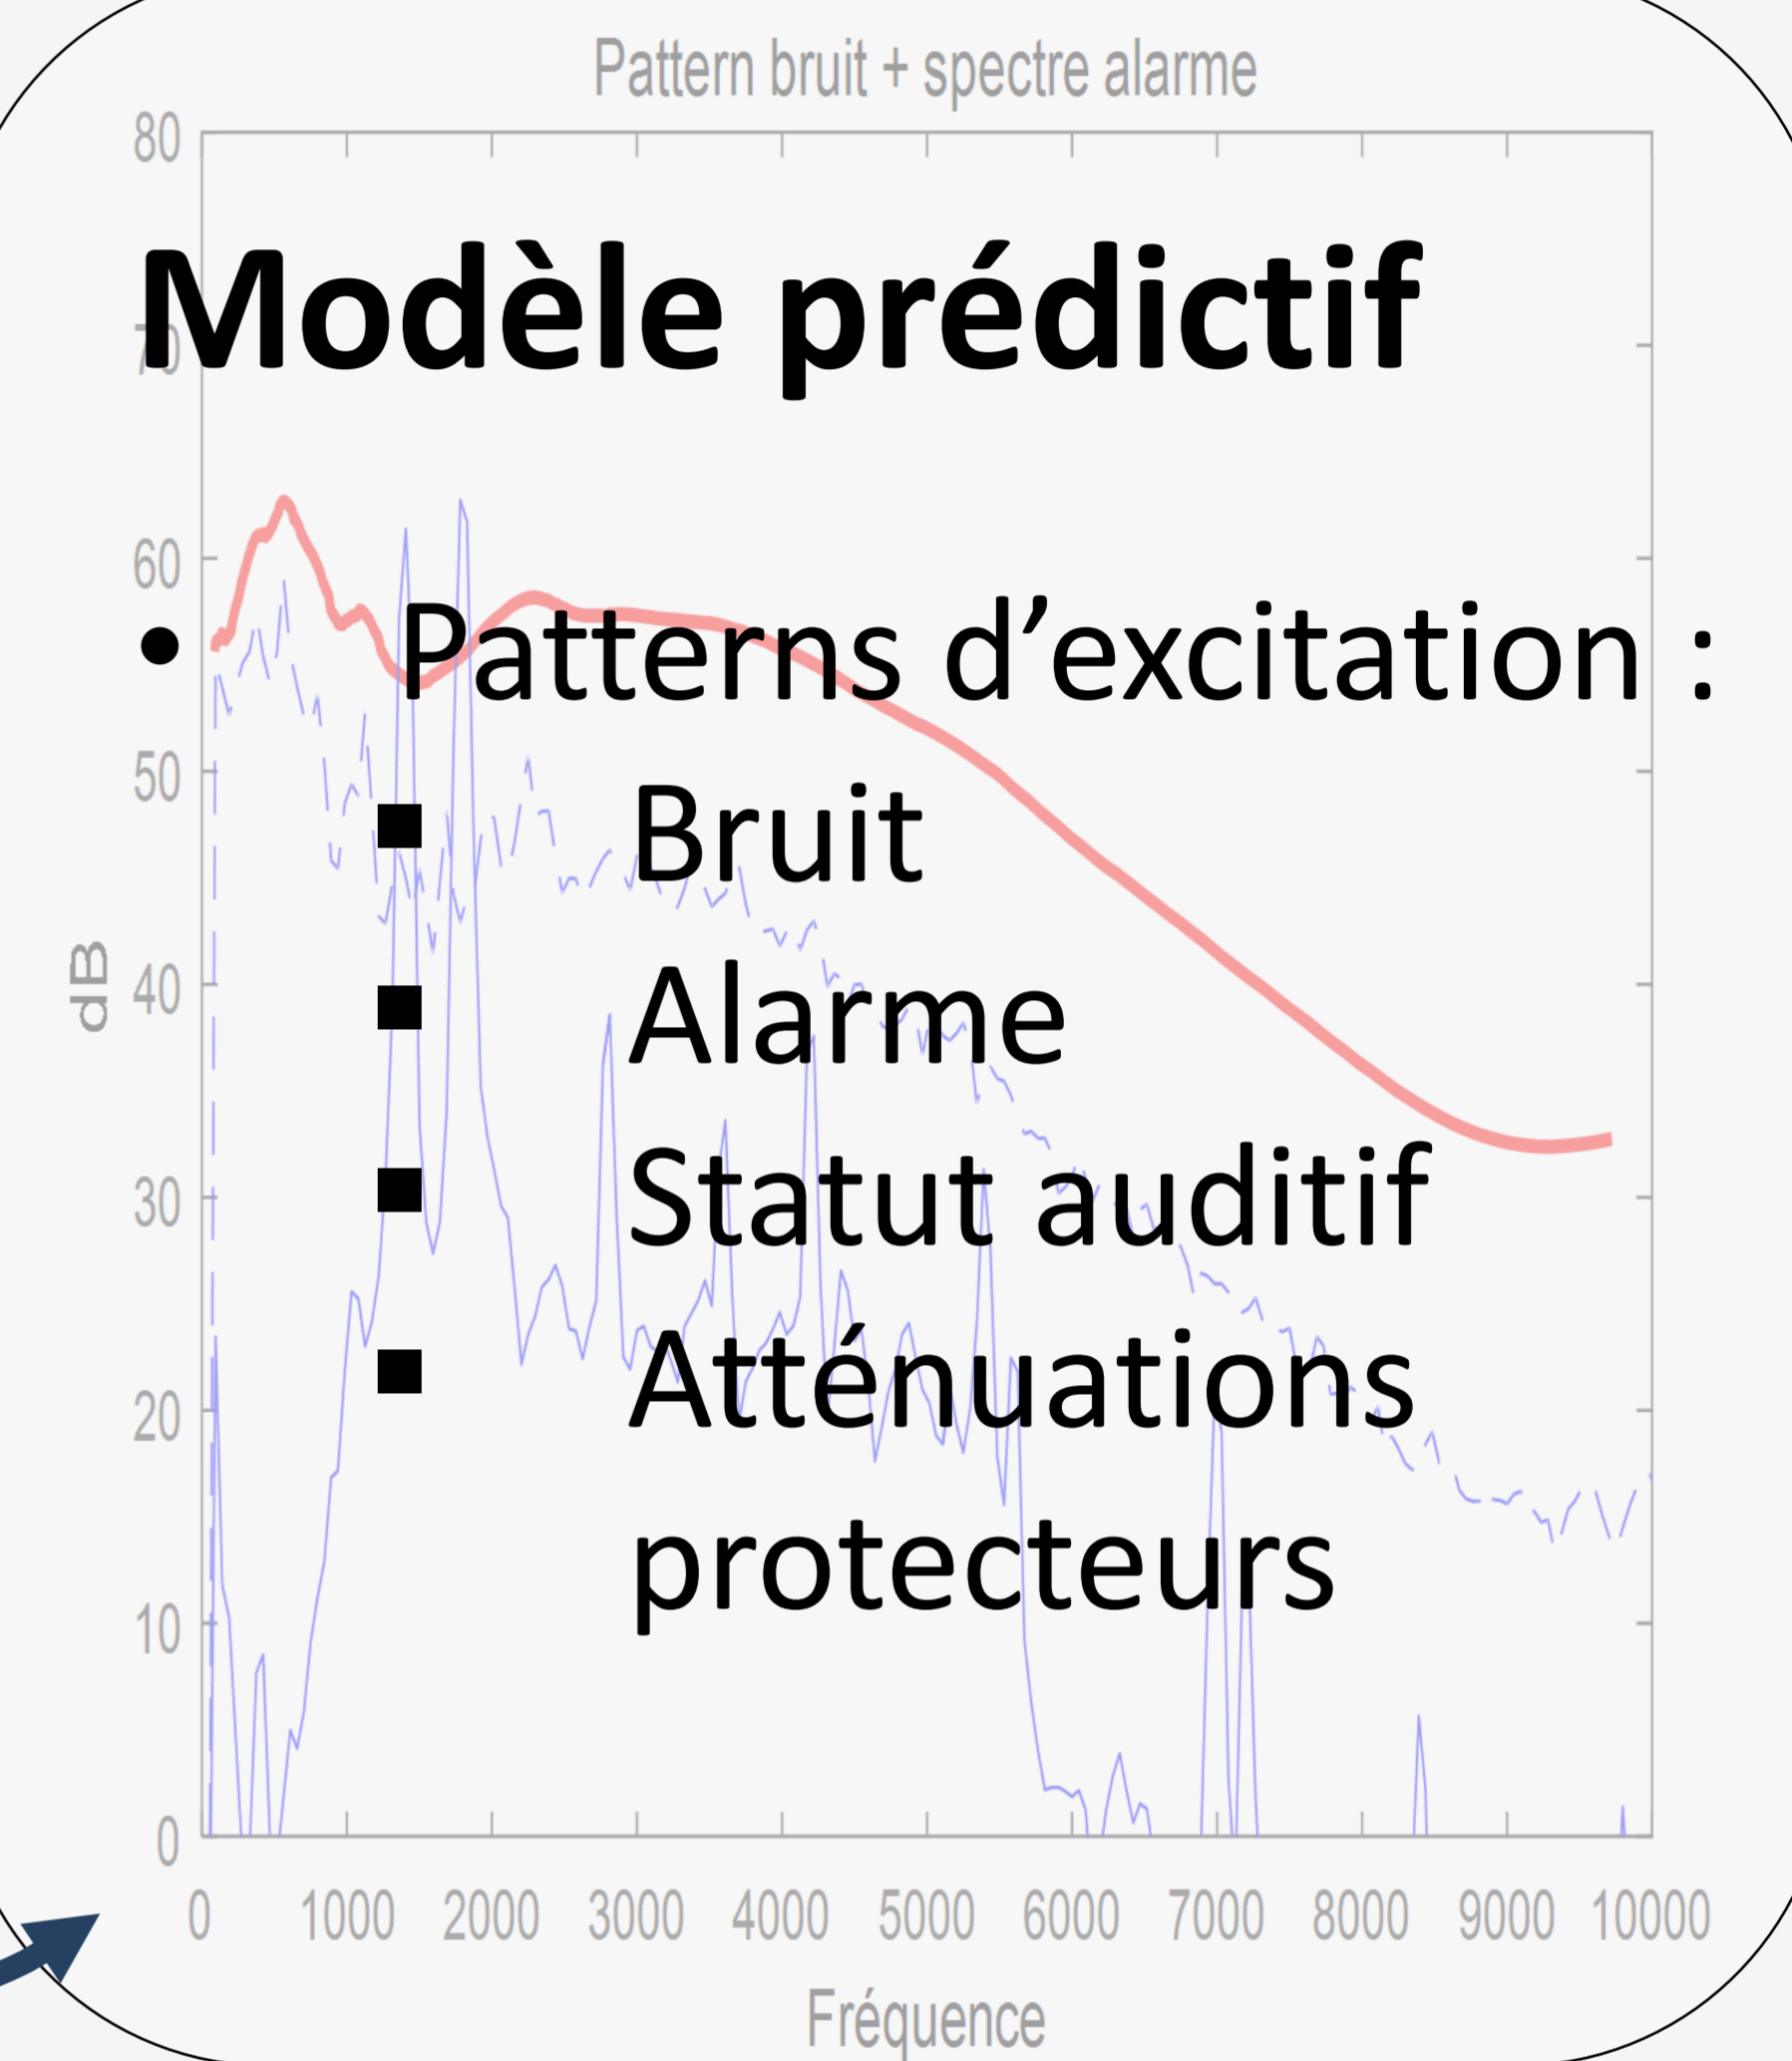 Pattern bruit + spectre alarme
80
Modèle prédictif
70
60
• Patterns d’excitation :
50
▪ Bruit
dB
40
▪ Alarme
30
▪ Statut auditif
20
▪ Atténuations
protecteurs
10
0
0 1000 2000 3000 4000 5000 6000 7000 8000 9000 10000
Fréquence